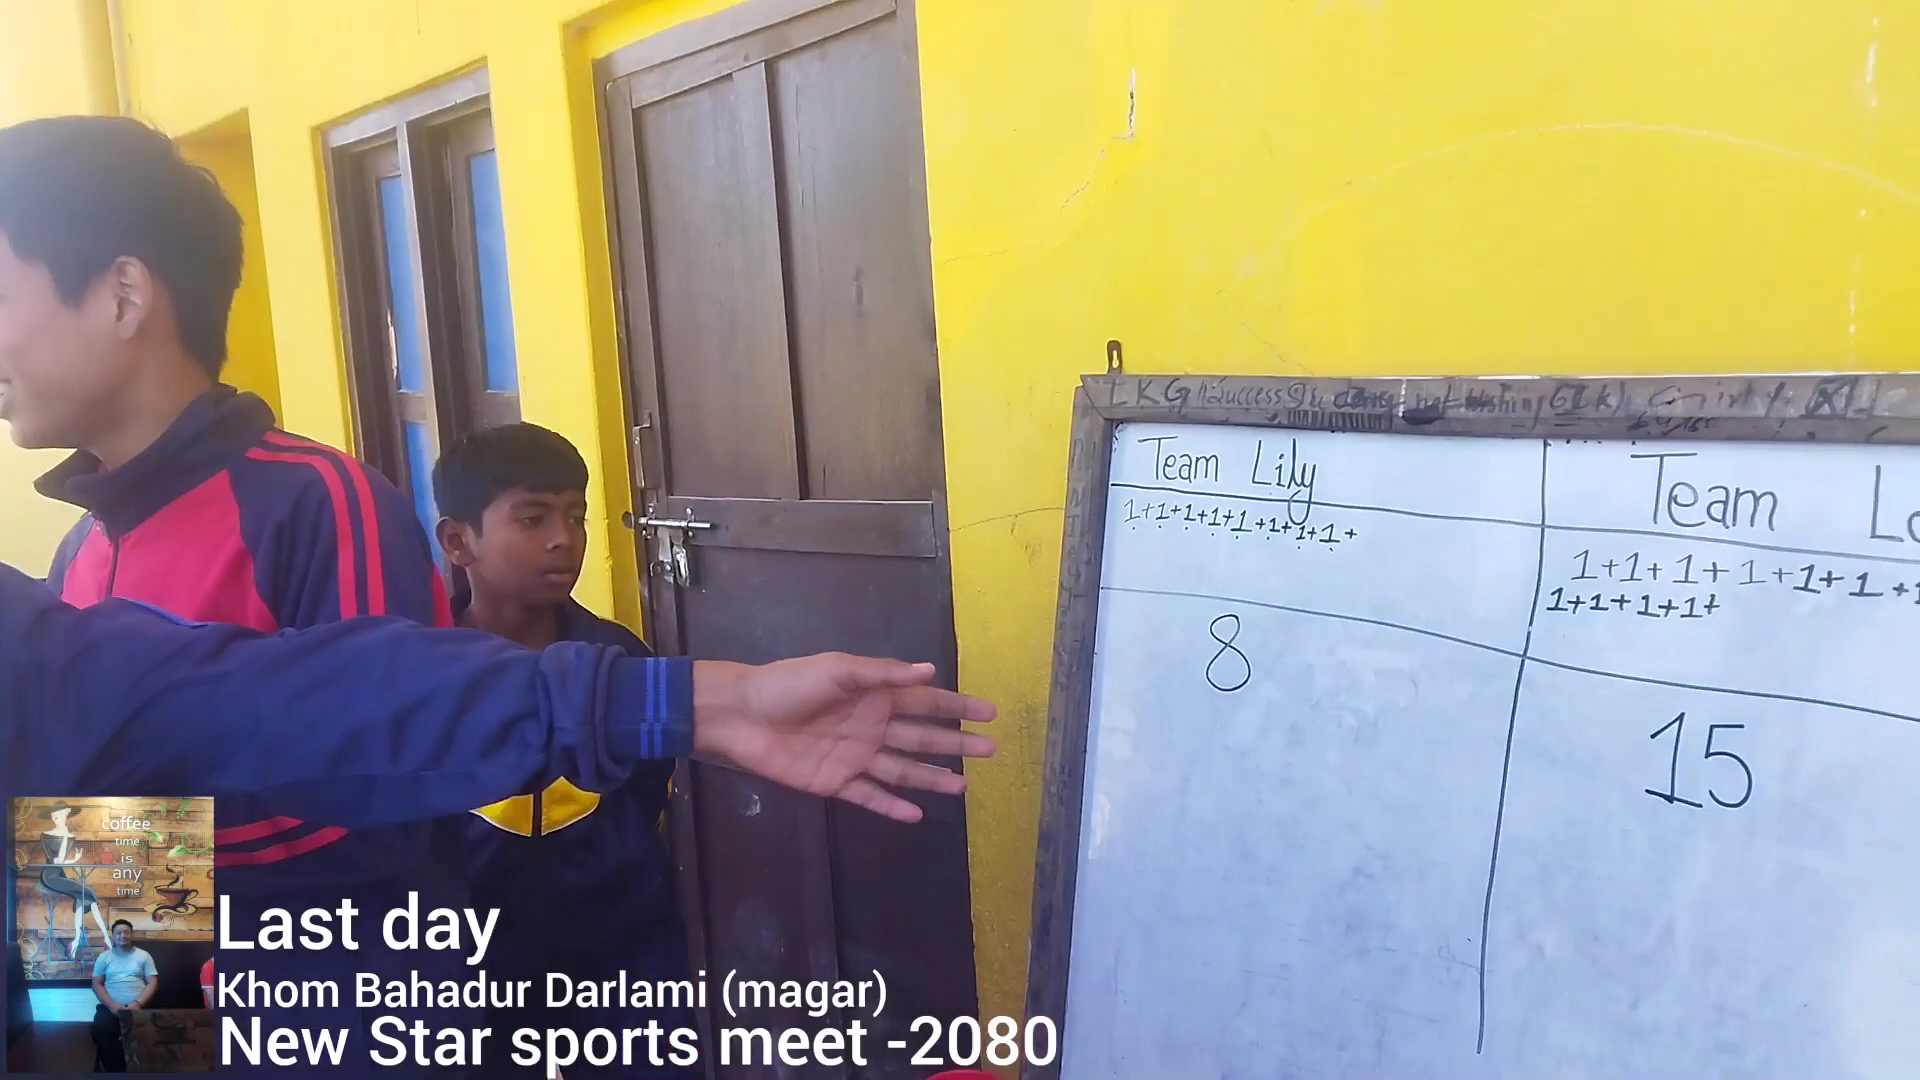 Team Lily
1+1+1+1+1+1+1+1+
8
Team
1+1+1+1+1+1+
1+1+1+1+
15
coffee
time
is
any
time
Last day
Khom Bahadur Darlami (magar)
New Star sports meet -2080